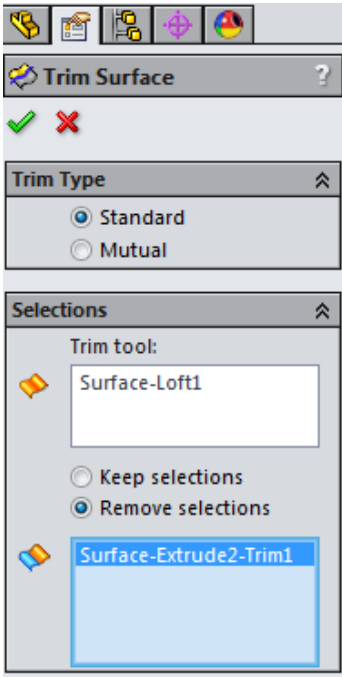 Trim Surface ?
Trim Type
Standard
Mutual
Selections
Trim tool:
Surface-Loft1
Keep selections
Remove selections
Surface-Extrude2-Trim1